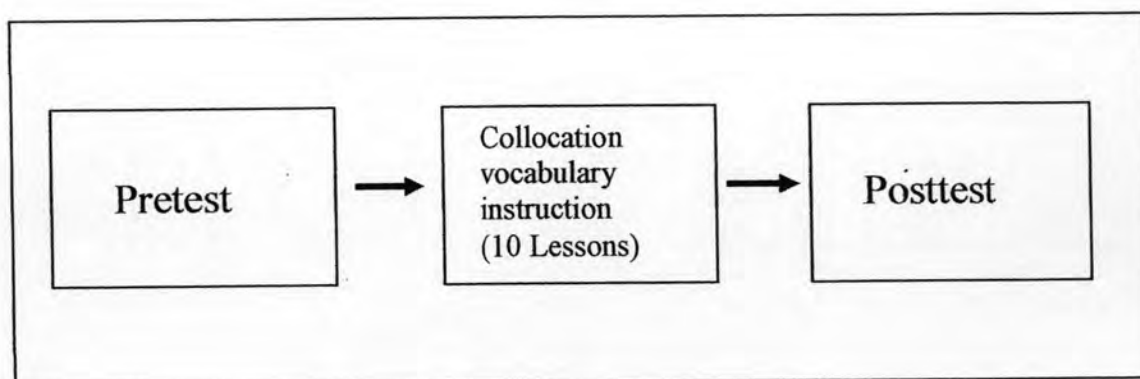 Pretest
Collocation
vocabulary
instruction
(10 Lessons)
Posttest